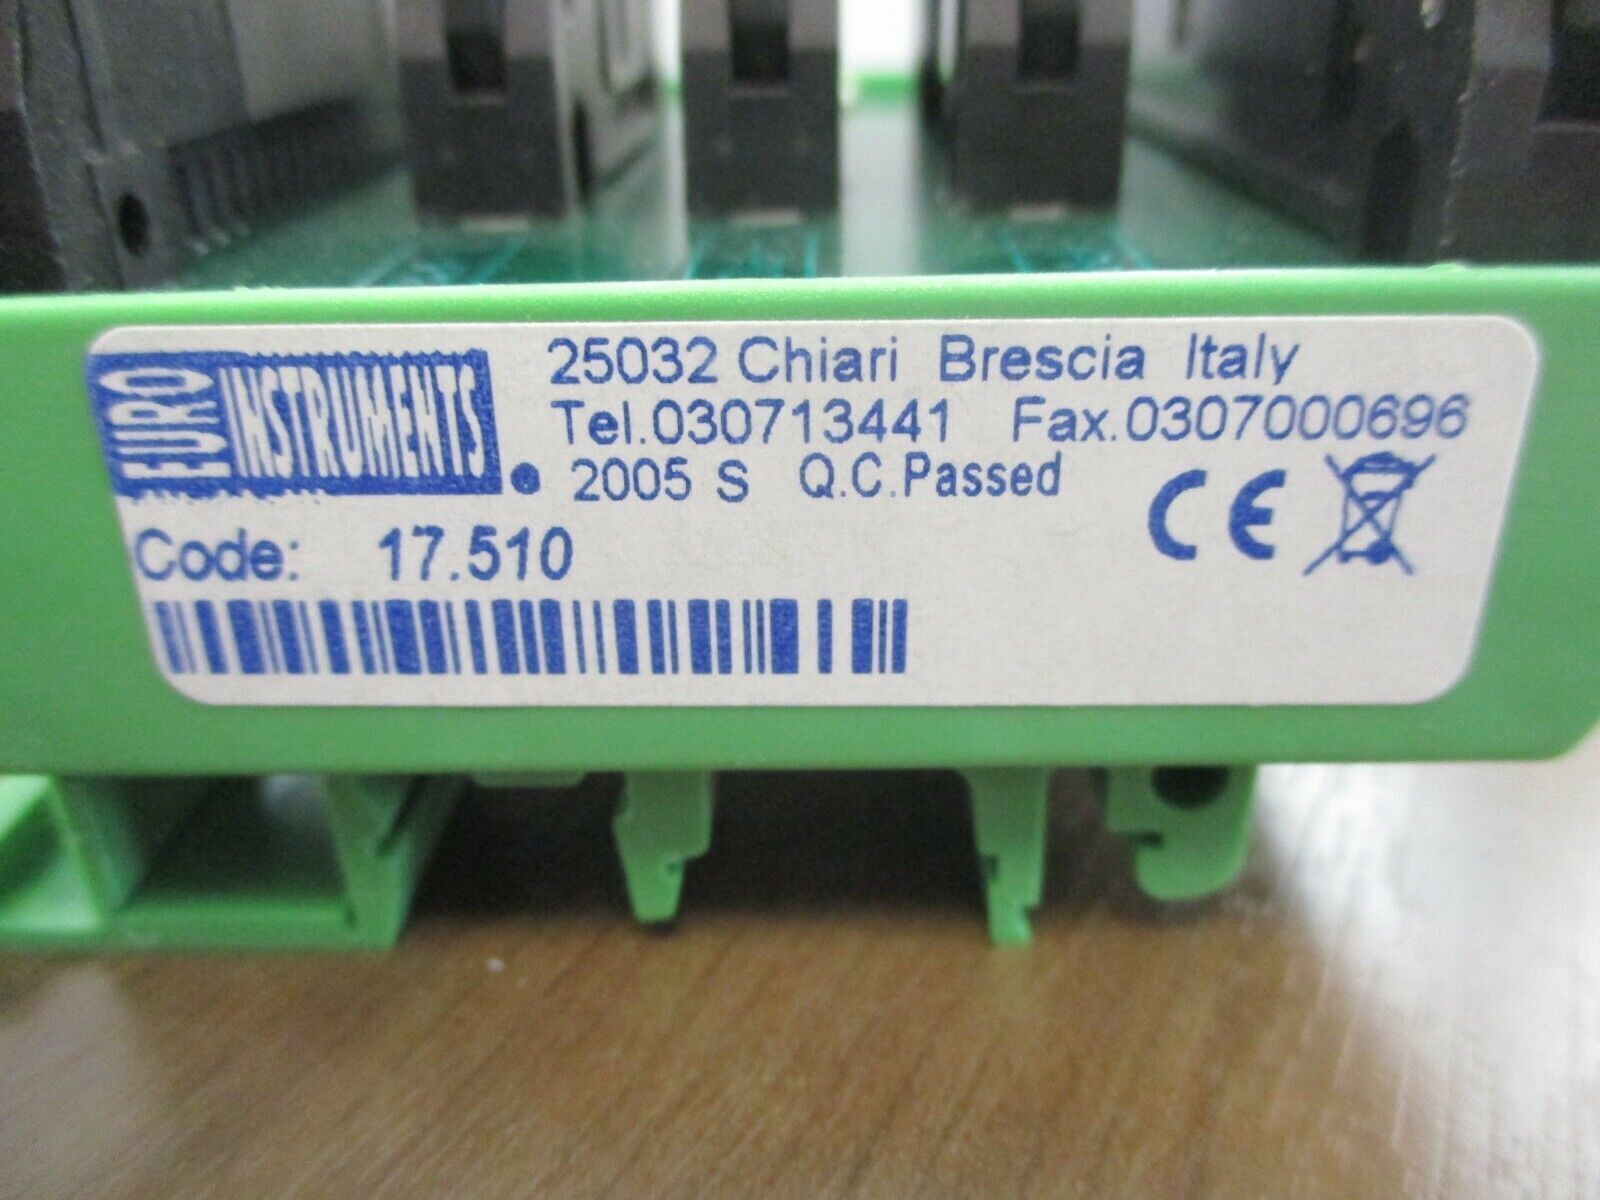 EURO INSTRUMENTS
25032 Chiari Brescia Italy
Tel.030713441 Fax.0307000696
2005 S Q.C.Passed
CE
Code: 17.510